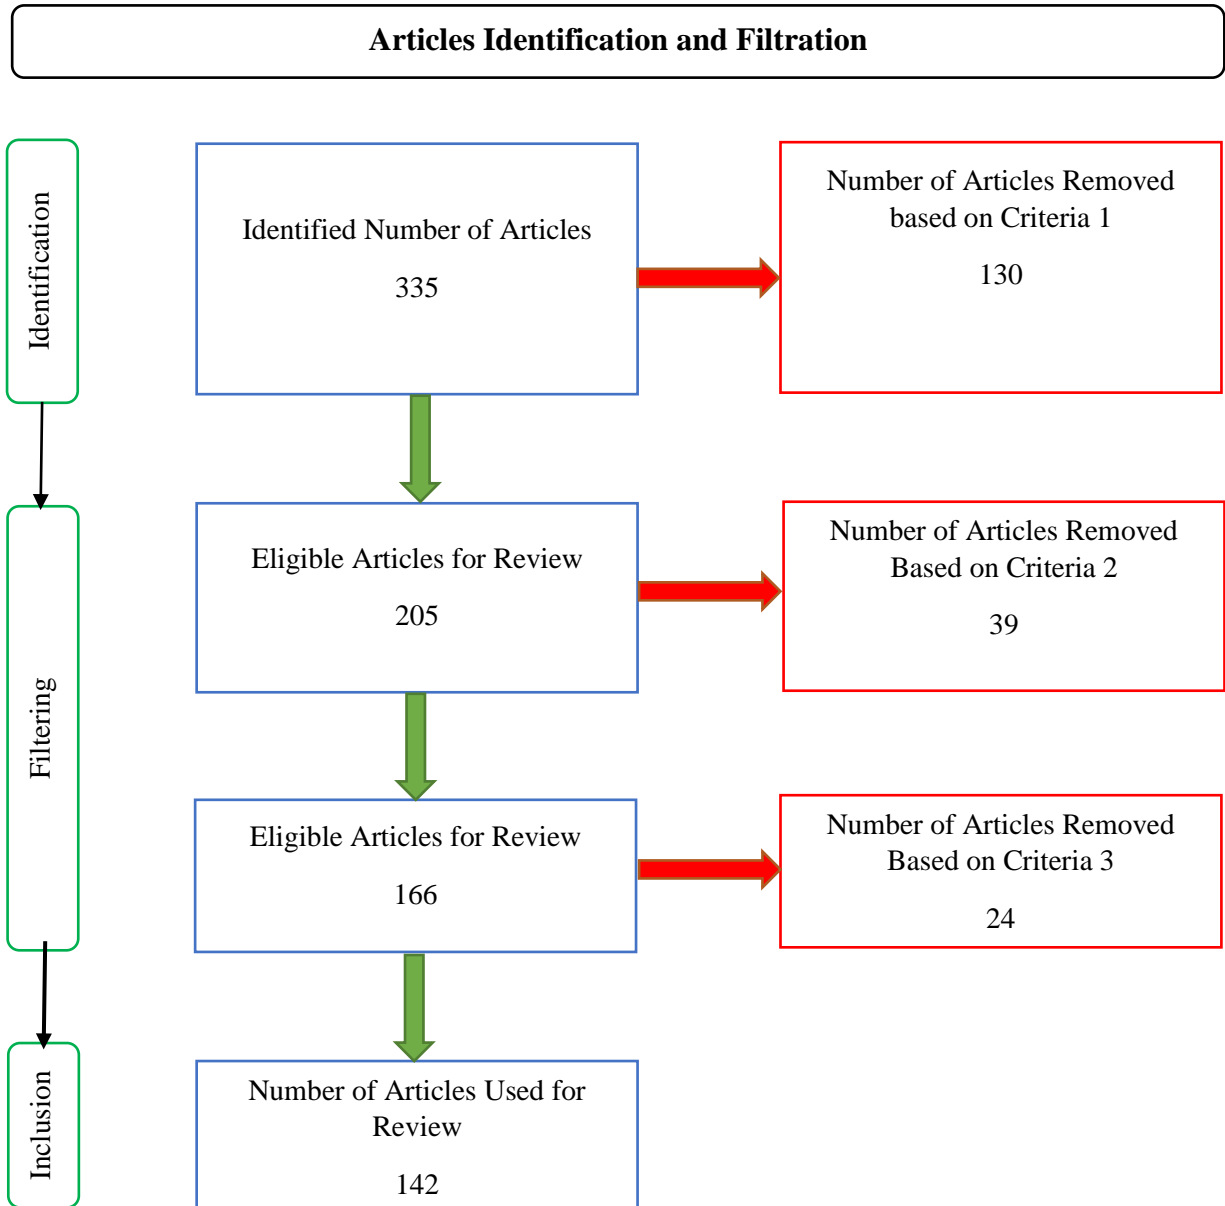 Articles Identification and Filtration
Identification
Identified Number of Articles
335
Number of Articles Removed
based on Criteria 1
130
Filtering
Eligible Articles for Review
205
Number of Articles Removed
Based on Criteria 2
39
Eligible Articles for Review
166
Number of Articles Removed
Based on Criteria 3
24
Inclusion
Number of Articles Used for
Review
142